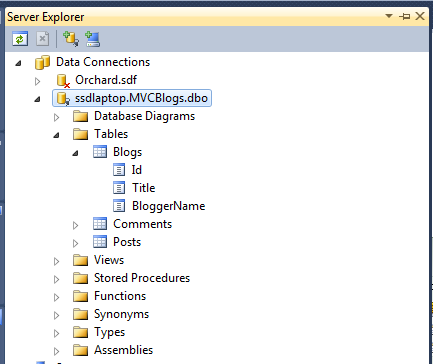 Server Explorer
Data Connections
Orchard.sdf
ssdlaptop.MVCBlogs.dbo
Database Diagrams
Tables
Blogs
Id
Title
BloggerName
Comments
Posts
Views
Stored Procedures
Functions
Synonyms
Types
Assemblies